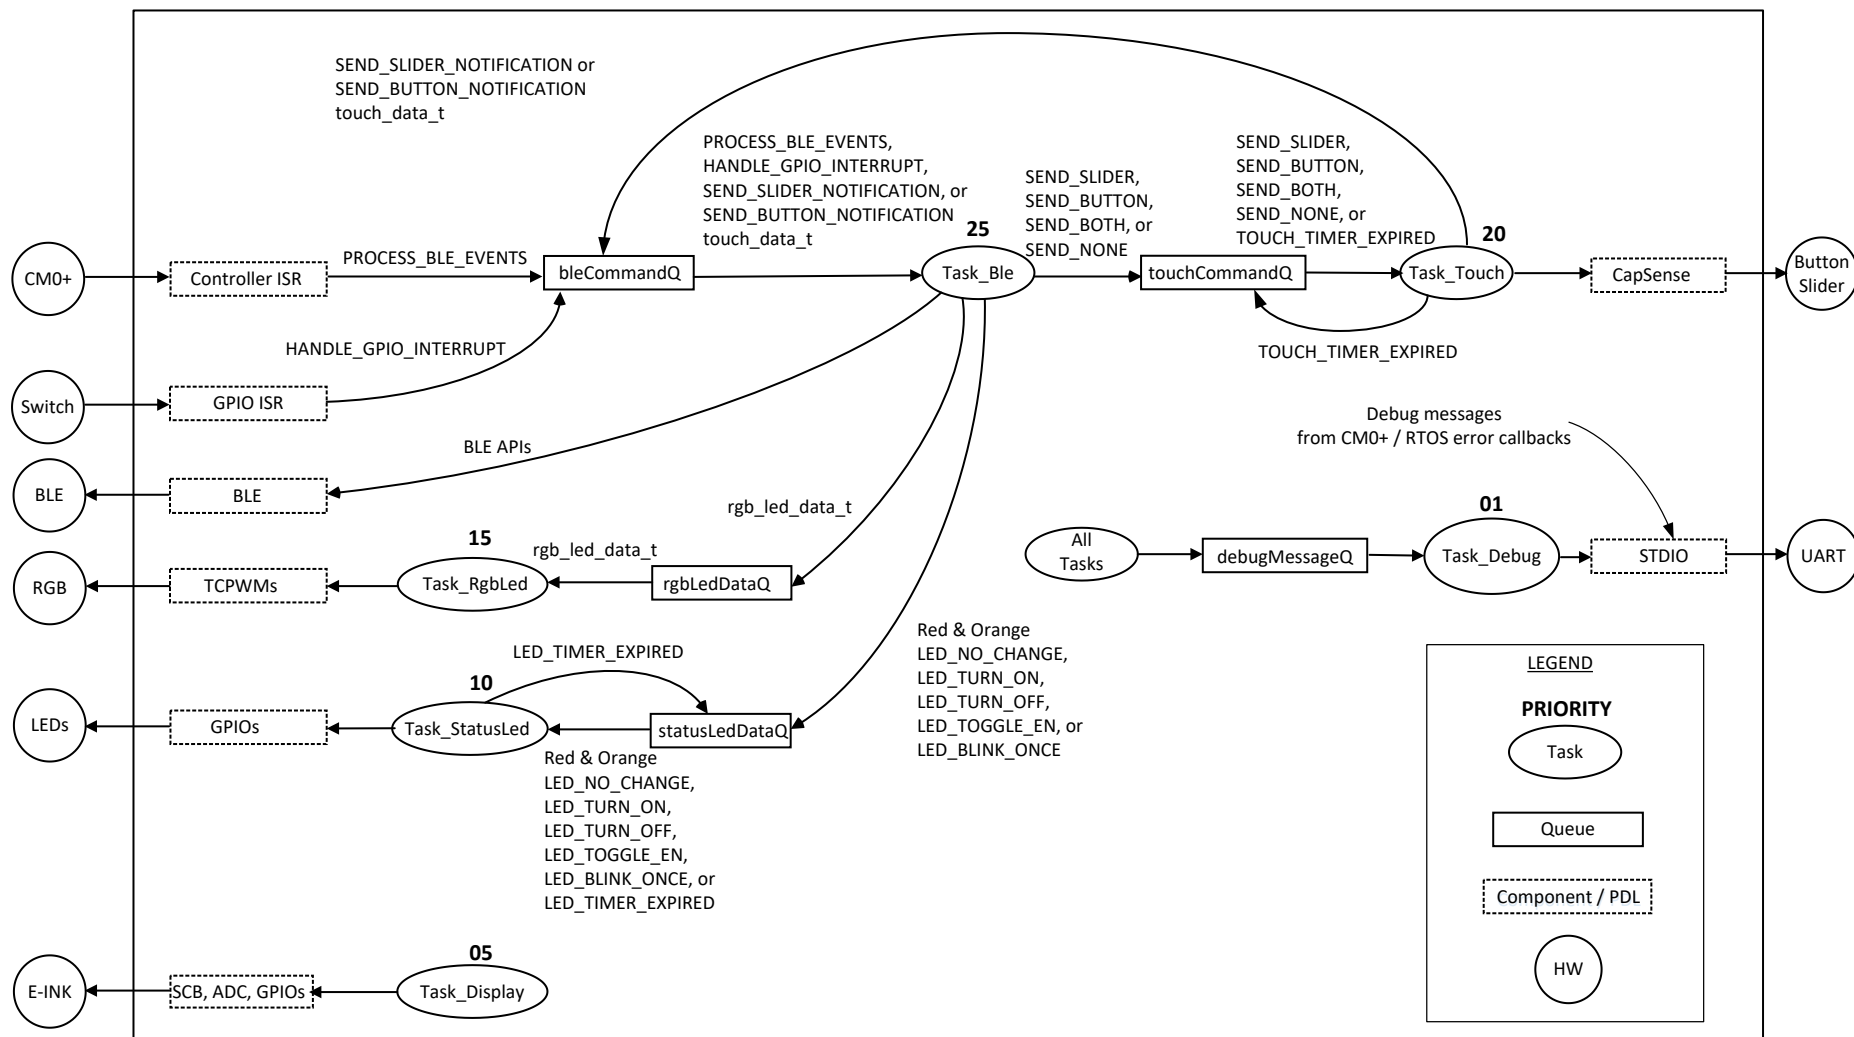 SEND_SLIDER_NOTIFICATION or
SEND_BUTTON_NOTIFICATION
touch_data_t
PROCESS_BLE_EVENTS,
HANDLE_GPIO_INTERRUPT,
SEND_SLIDER_NOTIFICATION, or
SEND_BUTTON_NOTIFICATION
touch_data_t
SEND_SLIDER,
SEND_BUTTON,
SEND_BOTH, or
SEND_NONE
SEND_SLIDER,
SEND_BUTTON,
SEND_BOTH,
SEND_NONE, or
TOUCH_TIMER_EXPIRED
25
20
CM0+
Controller ISR
PROCESS_BLE_EVENTS
bleCommandQ
Task_Ble
touchCommandQ
Task_Touch
CapSense
Button
Slider
HANDLE_GPIO_INTERRUPT
TOUCH_TIMER_EXPIRED
Switch
GPIO ISR
Debug messages
from CM0+ / RTOS error callbacks
BLE APIs
BLE
BLE
rgb_led_data_t
01
15
rgb_led_data_t
All
Tasks
debugMessageQ
Task_Debug
STDIO
UART
RGB
TCPWMs
Task_RgbLed
rgbLedDataQ
LED_TIMER_EXPIRED
Red & Orange
LED_NO_CHANGE,
LED_TURN_ON,
LED_TURN_OFF,
LED_TOGGLE_EN, or
LED_BLINK_ONCE
10
LEDs
GPIOs
Task_StatusLed
statusLedDataQ
Red & Orange
LED_NO_CHANGE,
LED_TURN_ON,
LED_TURN_OFF,
LED_TOGGLE_EN,
LED_BLINK_ONCE, or
LED_TIMER_EXPIRED
05
E-INK
SCB, ADC, GPIOs
Task_Display
LEGEND
PRIORITY
Task
Queue
Component / PDL
HW